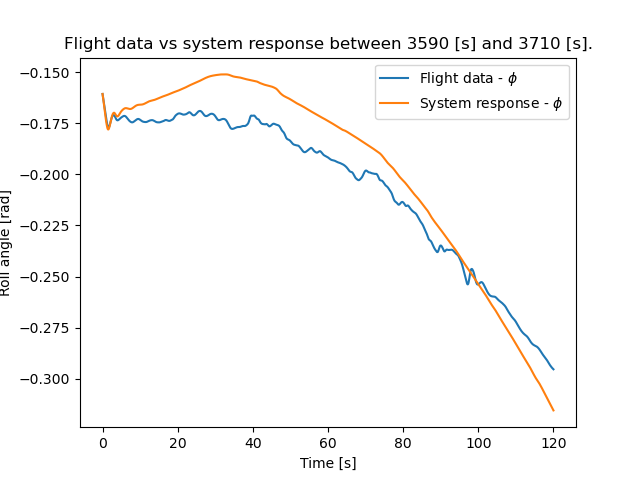 Flight data vs system response between 3590 [s] and 3710 [s].
Flight data - ϕ
System response - ϕ
−0.150
−0.175
−0.200
−0.225
−0.250
−0.275
−0.300
Roll angle [rad]
0 20 40 60 80 100 120
Time [s]